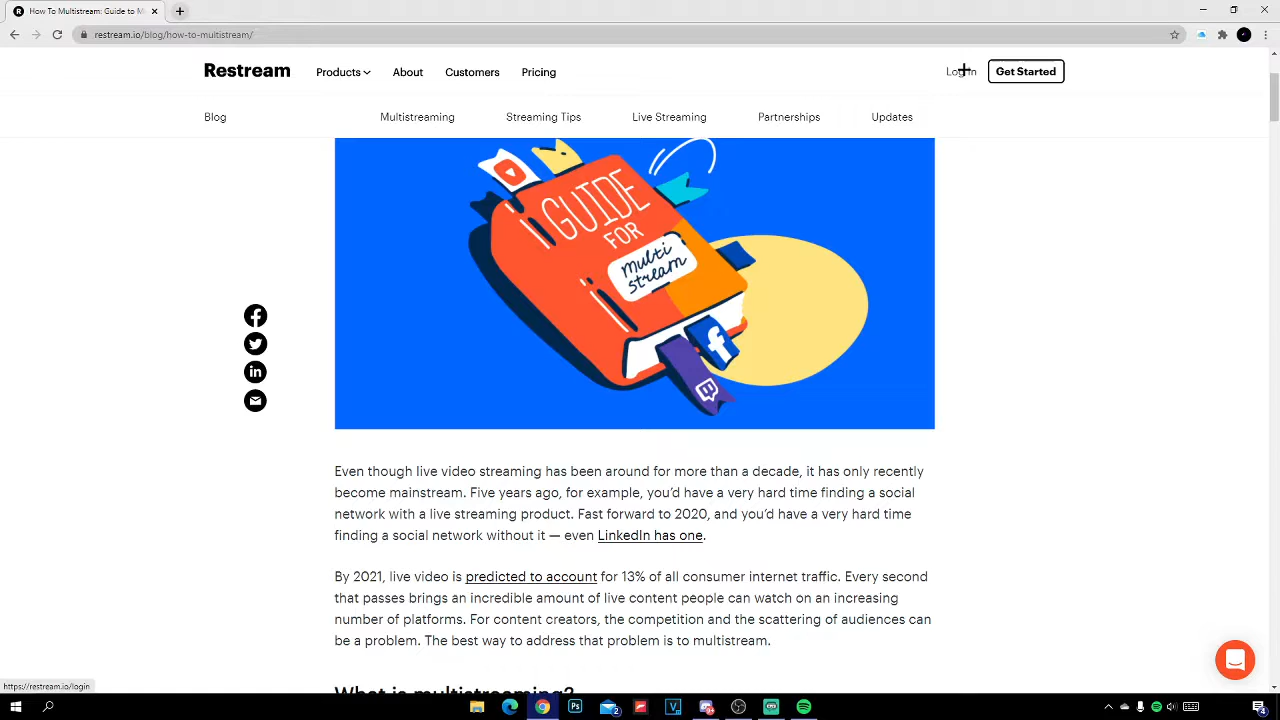 How To Multistream: Guide to M
restream.io/blog/how-to-multistream/
Restream Products About Customers Pricing Log In Get Started
Blog Multistreaming Streaming Tips Live Streaming Partnerships Updates
GUIDE
FOR
multi
stream
Even though live video streaming has been around for more than a decade, it has only recently
become mainstream. Five years ago, for example, you'd have a very hard time finding a social
network with a live streaming product. Fast forward to 2020, and you'd have a very hard time
finding a social network without it — even LinkedIn has one.
By 2021, live video is predicted to account for 13% of all consumer internet traffic. Every second
that passes brings an incredible amount of live content people can watch on an increasing
number of platforms. For content creators, the competition and the scattering of audiences can
be a problem. The best way to address that problem is to multistream.
What is multistreaming?
https://restream.io/login